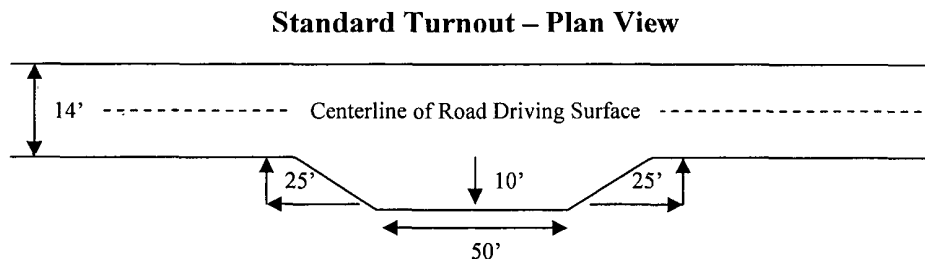 Standard Turnout – Plan View
14'
Centerline of Road Driving Surface
25'
10'
25'
50'